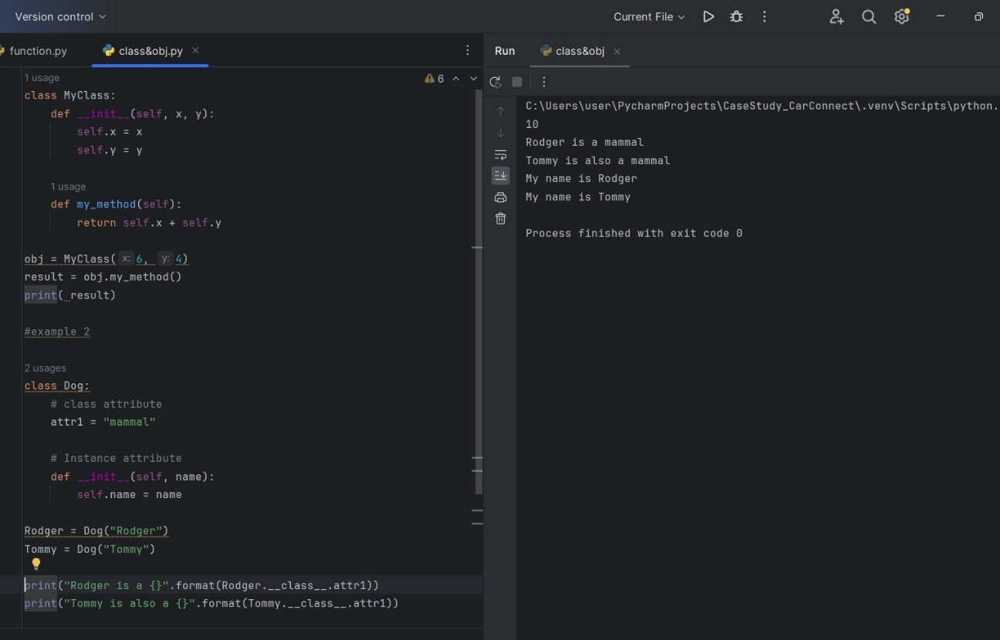 Version control
Current File
function.py
class&obj.py
Run
class&obj
1 usage
6
class MyClass:
def __init__(self, x, y):
self.x = x
self.y = y
1 usage
def my_method(self):
return self.x + self.y
obj = MyClass( x: 6, y: 4)
result = obj.my_method()
print( result)
#example 2
2 usages
class Dog:
# class attribute
attr1 = "mammal"
# Instance attribute
def __init__(self, name):
self.name = name
Rodger = Dog("Rodger")
Tommy = Dog("Tommy")
print("Rodger is a {}".format(Rodger.__class__.attr1))
print("Tommy is also a {}".format(Tommy.__class__.attr1))
C:\Users\user\PycharmProjects\CaseStudy_CarConnect\.venv\Scripts\python.
10
Rodger is a mammal
Tommy is also a mammal
My name is Rodger
My name is Tommy
Process finished with exit code 0